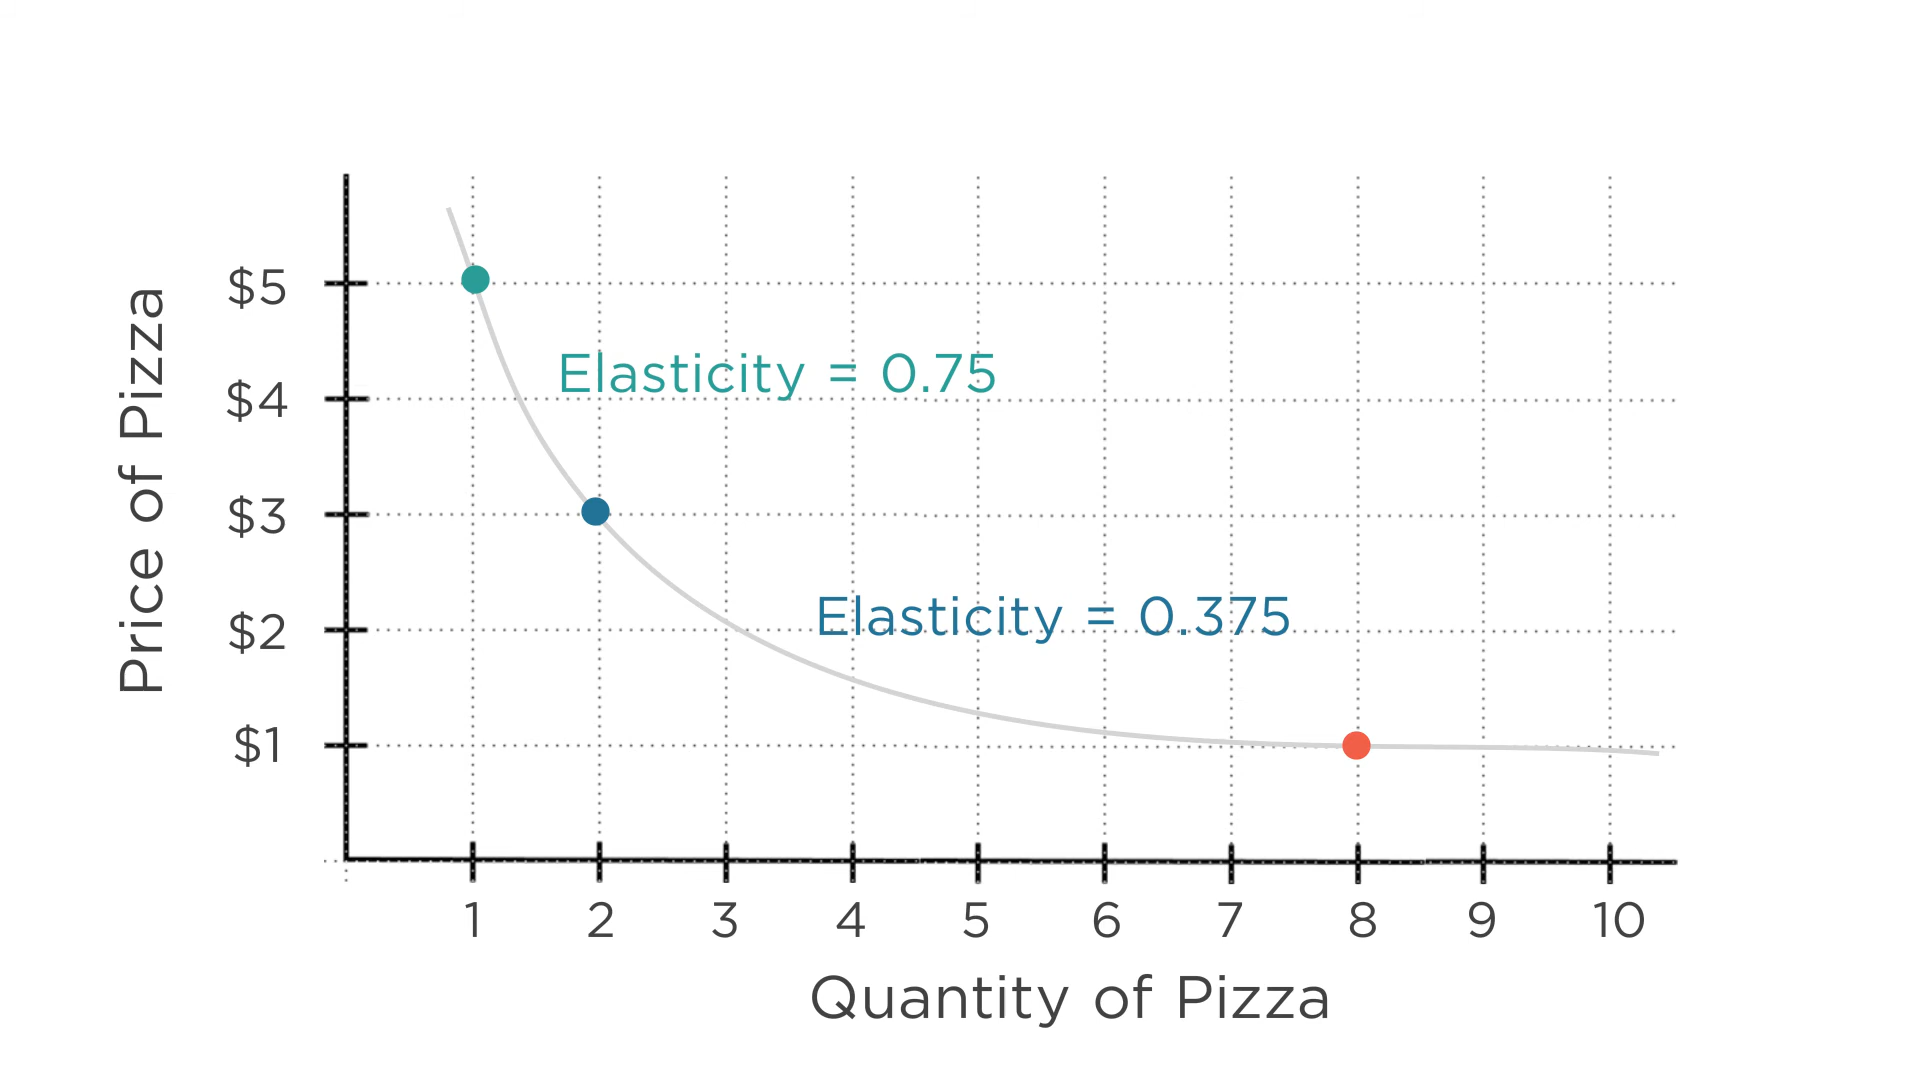 Price of Pizza
$5
$4
$3
$2
$1
Elasticity = 0.75
Elasticity = 0.375
1 2 3 4 5 6 7 8 9 10
Quantity of Pizza